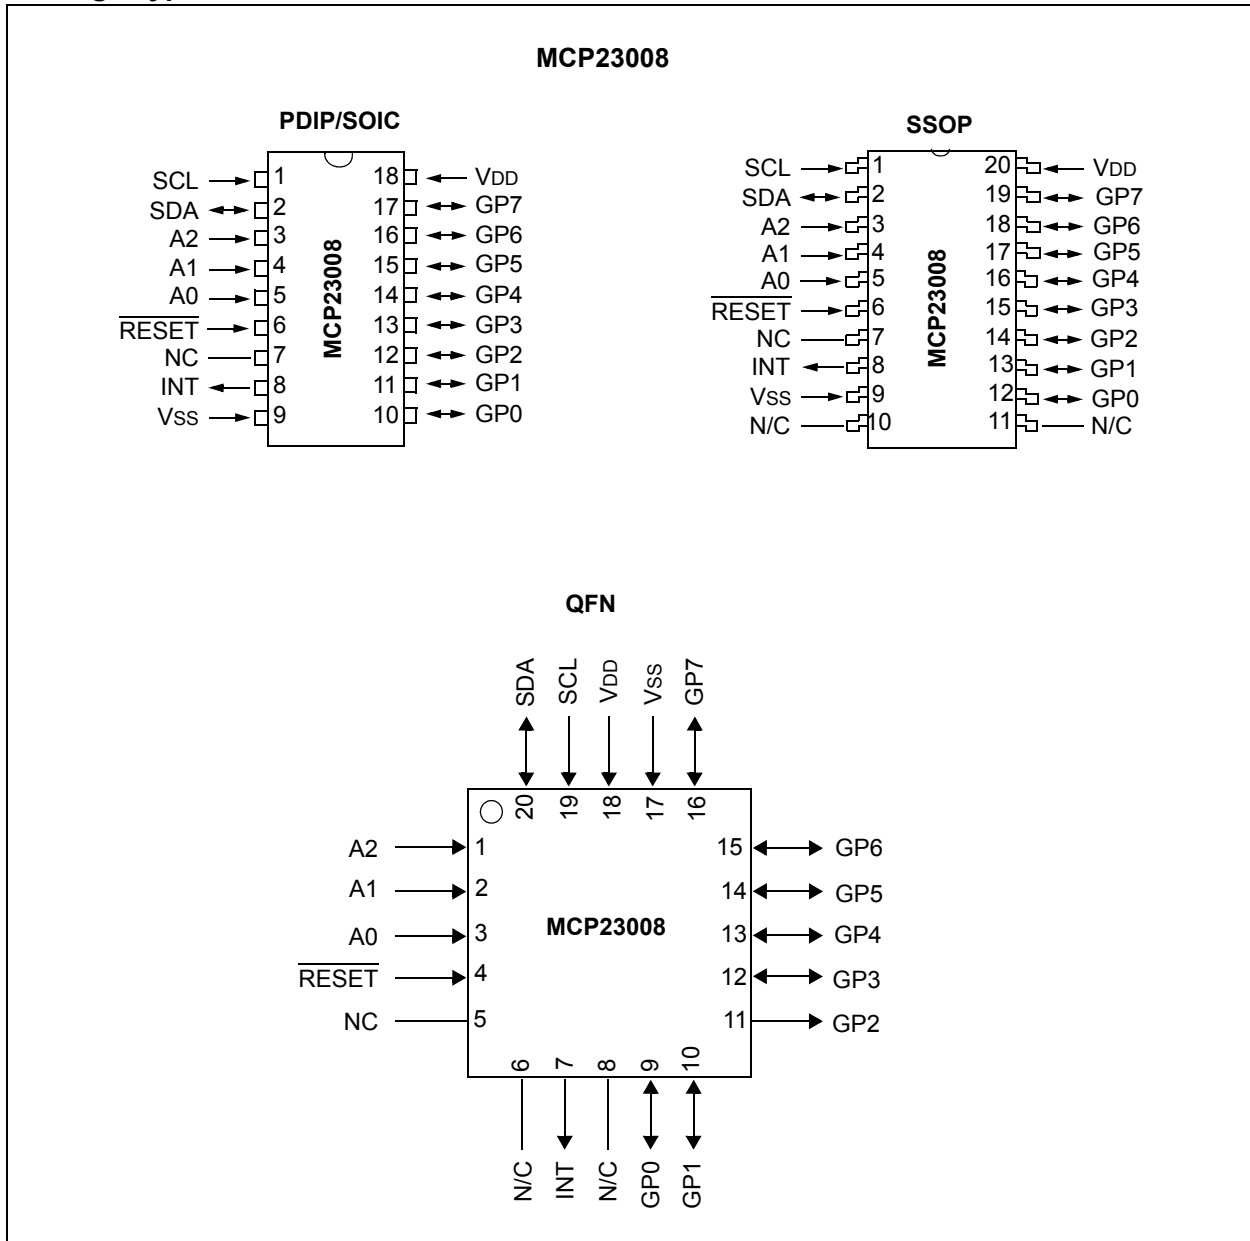 MCP23008
PDIP/SOIC
SCL 1 18 VDD
SDA 2 17 GP7
A2 3 16 GP6
A1 4 15 GP5
A0 5 14 GP4
RESET 6 13 GP3
NC 7 12 GP2
INT 8 11 GP1
VSS 9 10 GP0
MCP23008
SSOP
SCL 1 20 VDD
SDA 2 19 GP7
A2 3 18 GP6
A1 4 17 GP5
A0 5 16 GP4
RESET 6 15 GP3
NC 7 14 GP2
INT 8 13 GP1
VSS 9 12 GP0
N/C 10 11 N/C
MCP23008
QFN
SDA SCL VDD VSS GP7
20 19 18 17 16
A2 1 15 GP6
A1 2 14 GP5
A0 3 MCP23008 13 GP4
RESET 4 12 GP3
NC 5 11 GP2
6 7 8 9 10
N/C INT N/C GP0 GP1